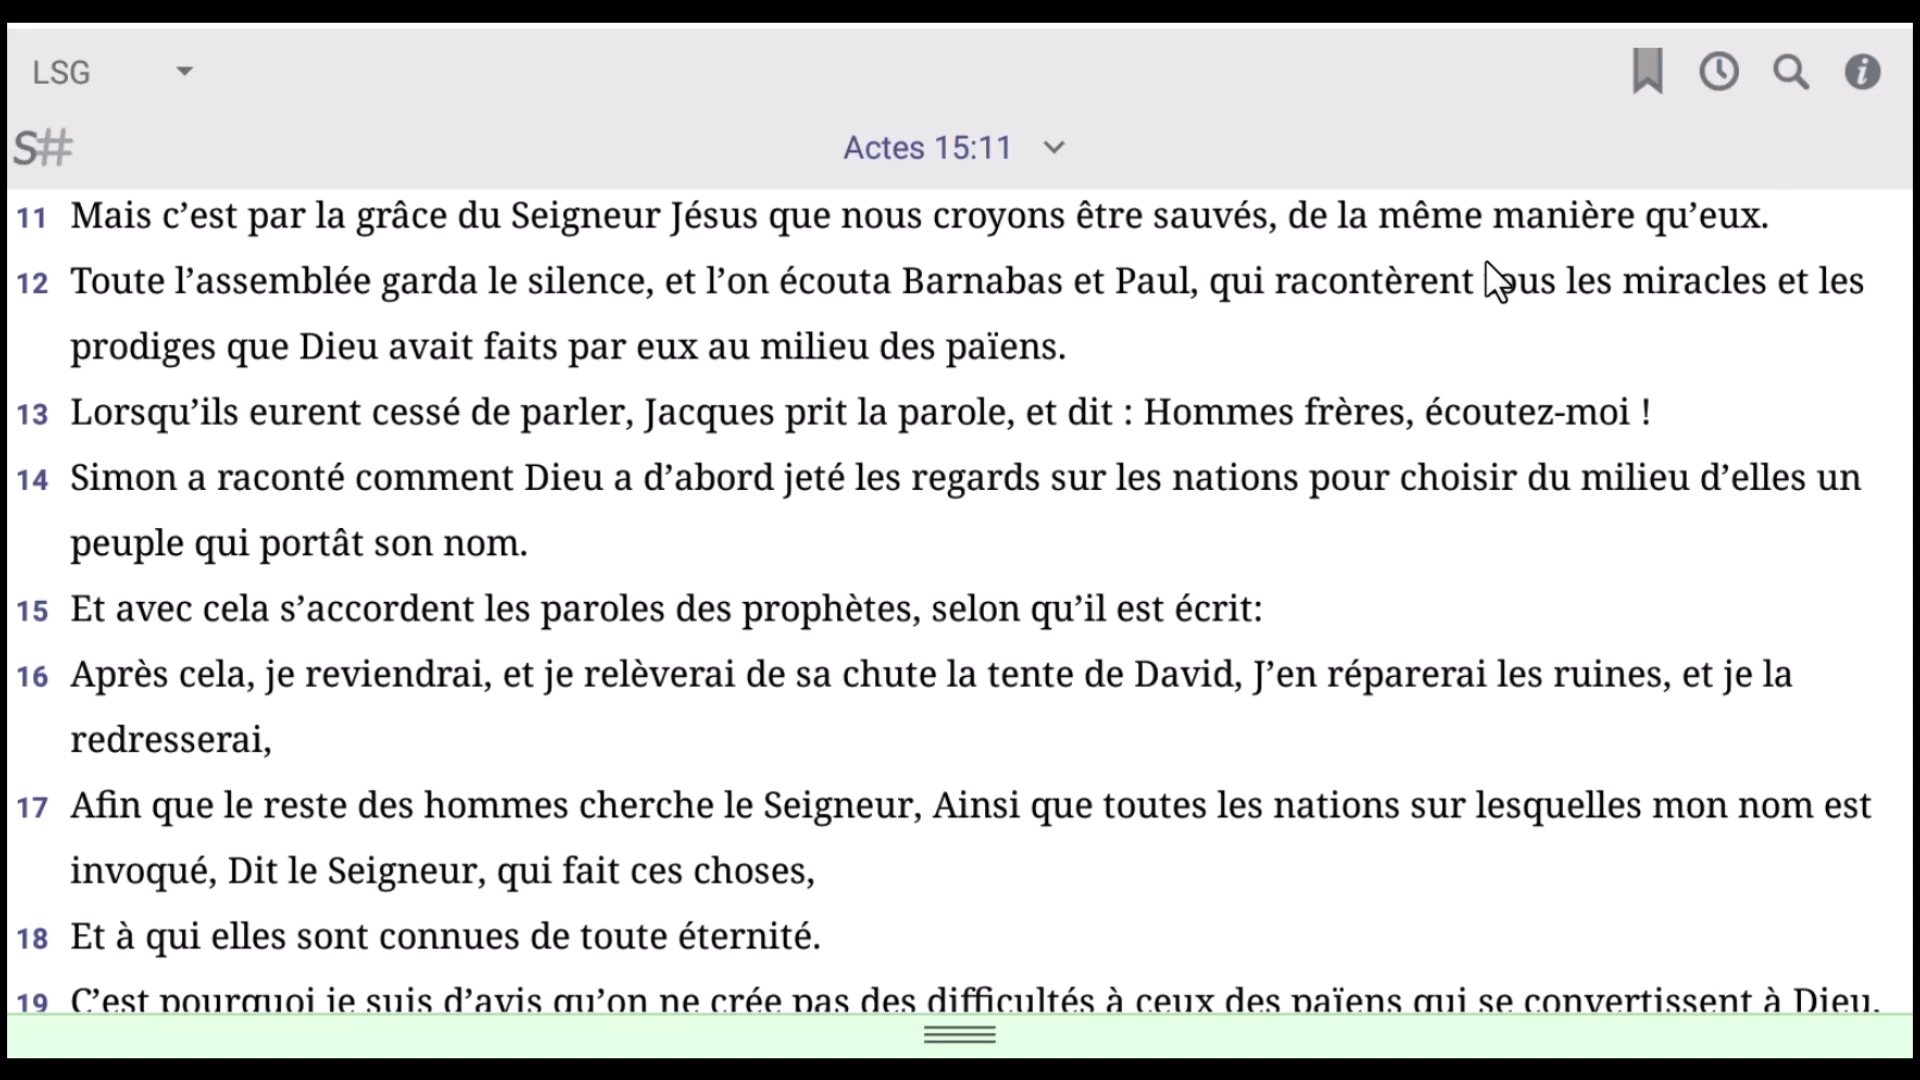 LSG
S#
Actes 15:11
11 Mais c’est par la grâce du Seigneur Jésus que nous croyons être sauvés, de la même manière qu’eux.
12 Toute l’assemblée garda le silence, et l’on écouta Barnabas et Paul, qui racontèrent tous les miracles et les
prodiges que Dieu avait faits par eux au milieu des païens.
13 Lorsqu’ils eurent cessé de parler, Jacques prit la parole, et dit : Hommes frères, écoutez-moi !
14 Simon a raconté comment Dieu a d’abord jeté les regards sur les nations pour choisir du milieu d’elles un
peuple qui portât son nom.
15 Et avec cela s’accordent les paroles des prophètes, selon qu’il est écrit:
16 Après cela, je reviendrai, et je relèverai de sa chute la tente de David, J’en réparerai les ruines, et je la
redresserai,
17 Afin que le reste des hommes cherche le Seigneur, Ainsi que toutes les nations sur lesquelles mon nom est
invoqué, Dit le Seigneur, qui fait ces choses,
18 Et à qui elles sont connues de toute éternité.
19 C’est pourquoi je suis d’avis qu’on ne crée pas des difficultés à ceux des païens qui se convertissent à Dieu,